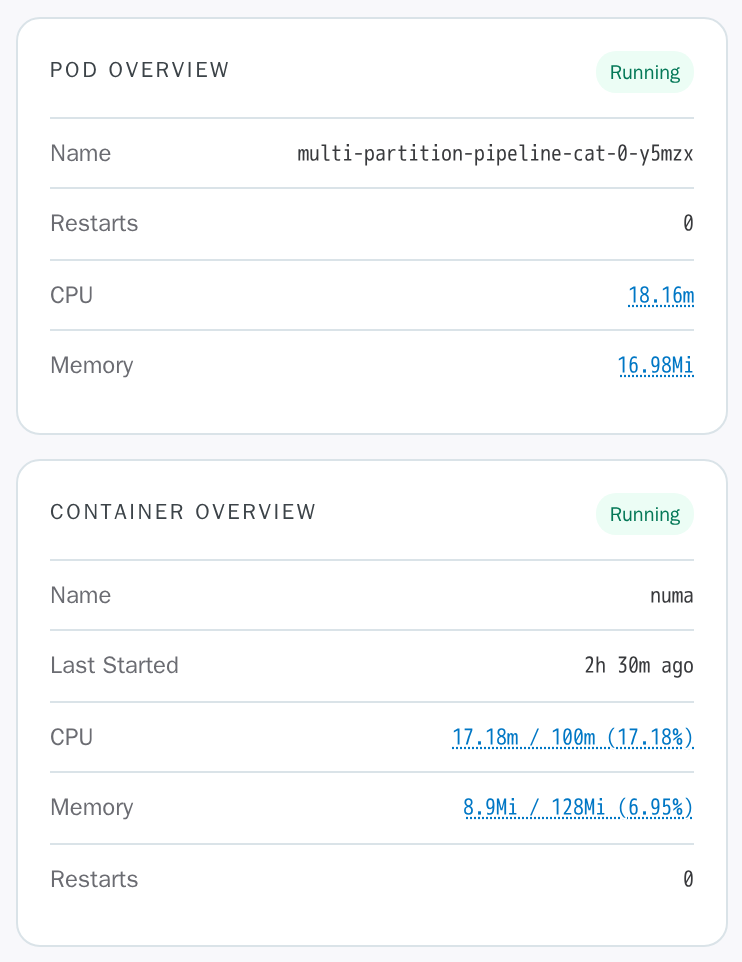 POD OVERVIEW Running
Name multi-partition-pipeline-cat-0-y5mzx
Restarts 0
CPU 18.16m
Memory 16.98Mi
CONTAINER OVERVIEW Running
Name numa
Last Started 2h 30m ago
CPU 17.18m / 100m (17.18%)
Memory 8.9Mi / 128Mi (6.95%)
Restarts 0